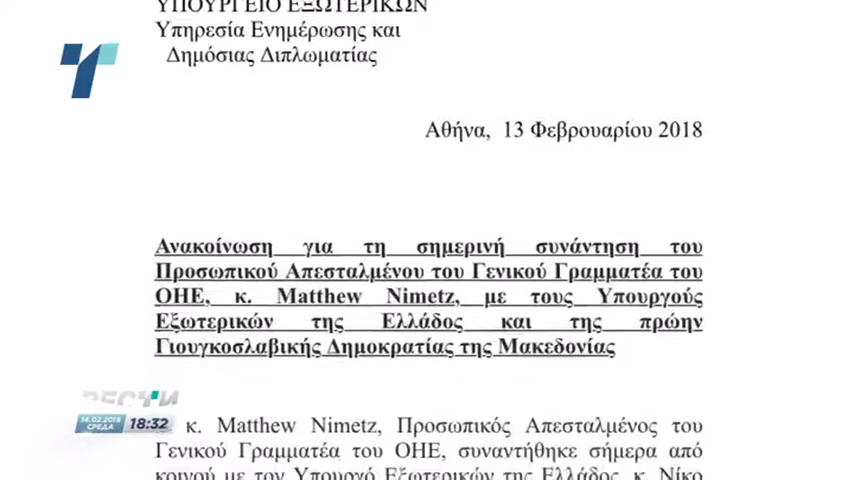 ΥΠΟΥΡΓΕΙΟ ΕΞΩΤΕΡΙΚΩΝ
Υπηρεσία Ενημέρωσης και
Δημόσιας Διπλωματίας
Αθήνα, 13 Φεβρουαρίου 2018
Ανακοίνωση για τη σημερινή συνάντηση του
Προσωπικού Απεσταλμένου του Γενικού Γραμματέα του
ΟΗΕ, κ. Matthew Nimetz, με τους Υπουργούς
Εξωτερικών της Ελλάδος και της πρώην
Γιουγκοσλαβικής Δημοκρατίας της Μακεδονίας
ВЕСТИ
14.02.2018
СРЕДА
18:32
κ. Matthew Nimetz, Προσωπικός Απεσταλμένος του
Γενικού Γραμματέα του ΟΗΕ, συναντήθηκε σήμερα από
κοινού με τον Υπουργό Εξωτερικών της Ελλάδος, κ. Νίκο